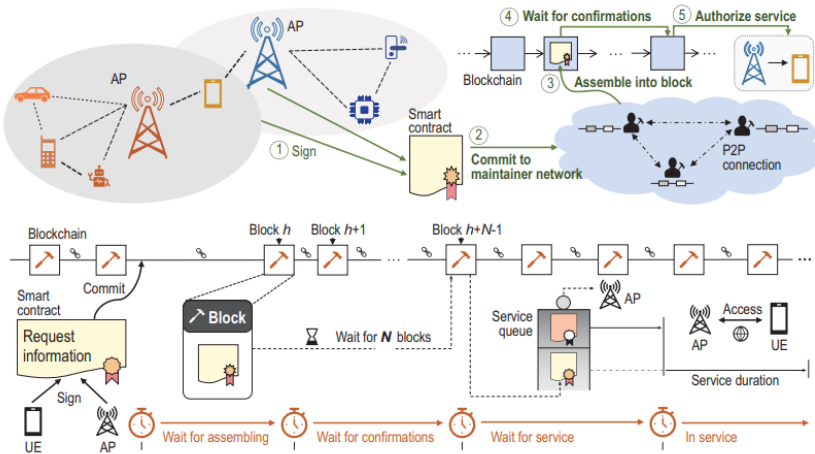 AP
AP
① Sign
Smart
contract
② Commit to
maintainer network
④ Wait for confirmations
⑤ Authorize service
Blockchain
③ Assemble into block
P2P
connection
Blockchain
Block h
Block h+1
Block h+N-1
Commit
Smart
contract
Request
information
Sign
UE
AP
Block
Wait for N blocks
Service
queue
AP
Access
AP
UE
Service duration
Wait for assembling
Wait for confirmations
Wait for service
In service